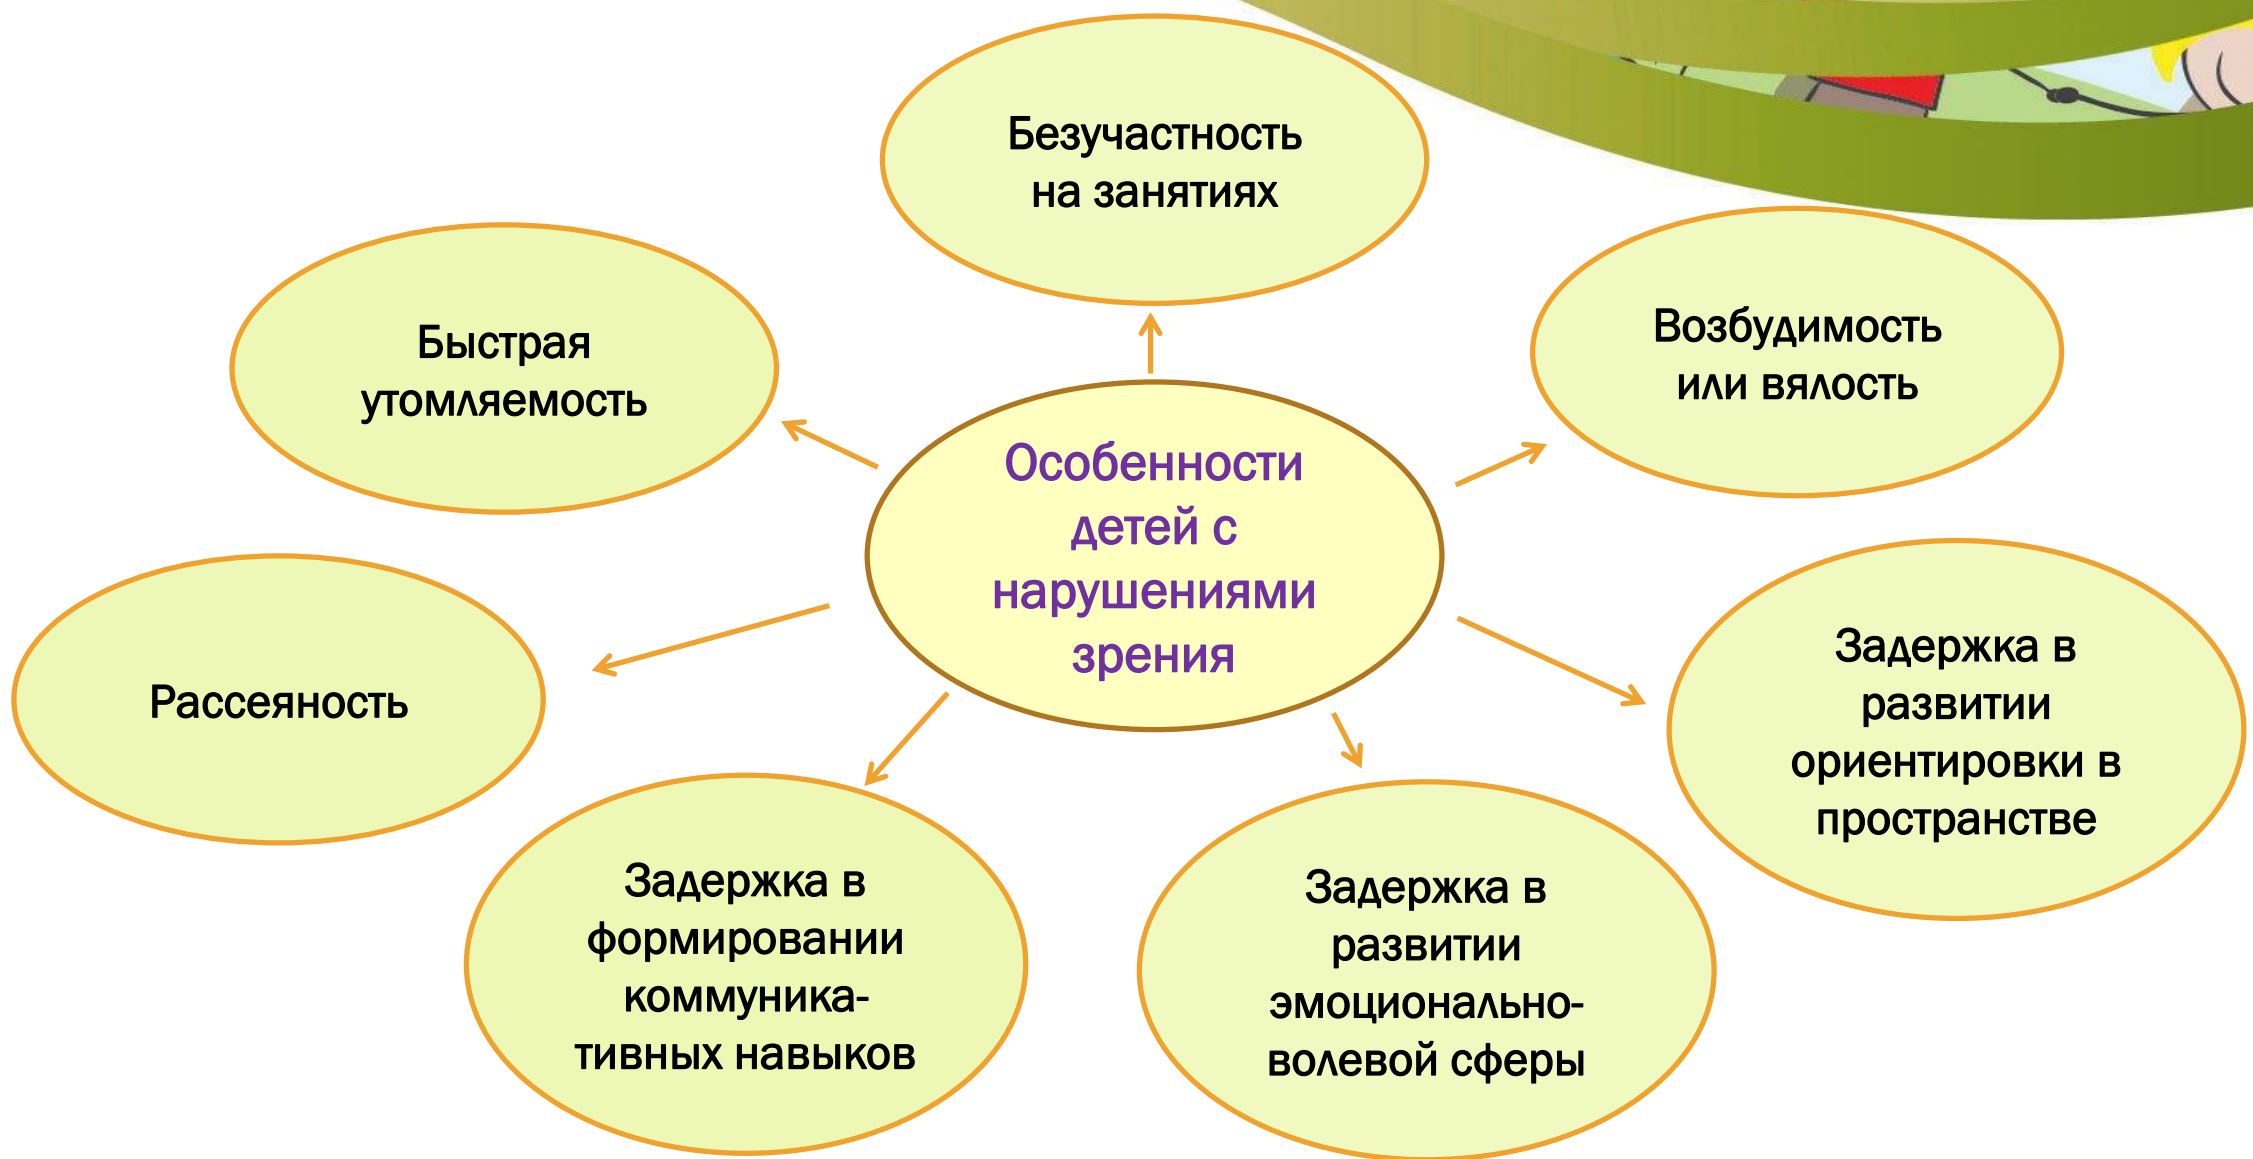 Безучастность
на занятиях
Быстрая
утомляемость
Возбудимость
или вялость
Особенности
детей с
нарушениями
зрения
Рассеяность
Задержка в
развитии
ориентировки в
пространстве
Задержка в
формировании
коммуника-
тивных навыков
Задержка в
развитии
эмоционально-
волевой сферы